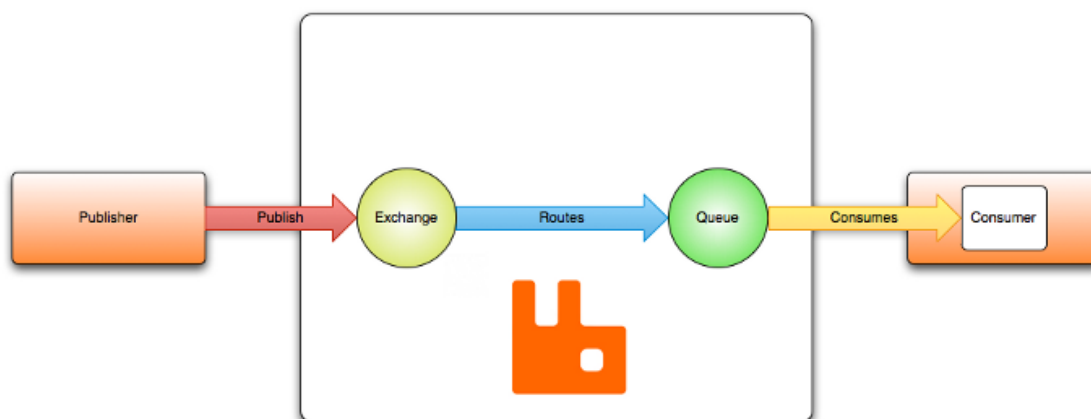 Publisher
Publish
Exchange
Routes
Queue
Consumes
Consumer